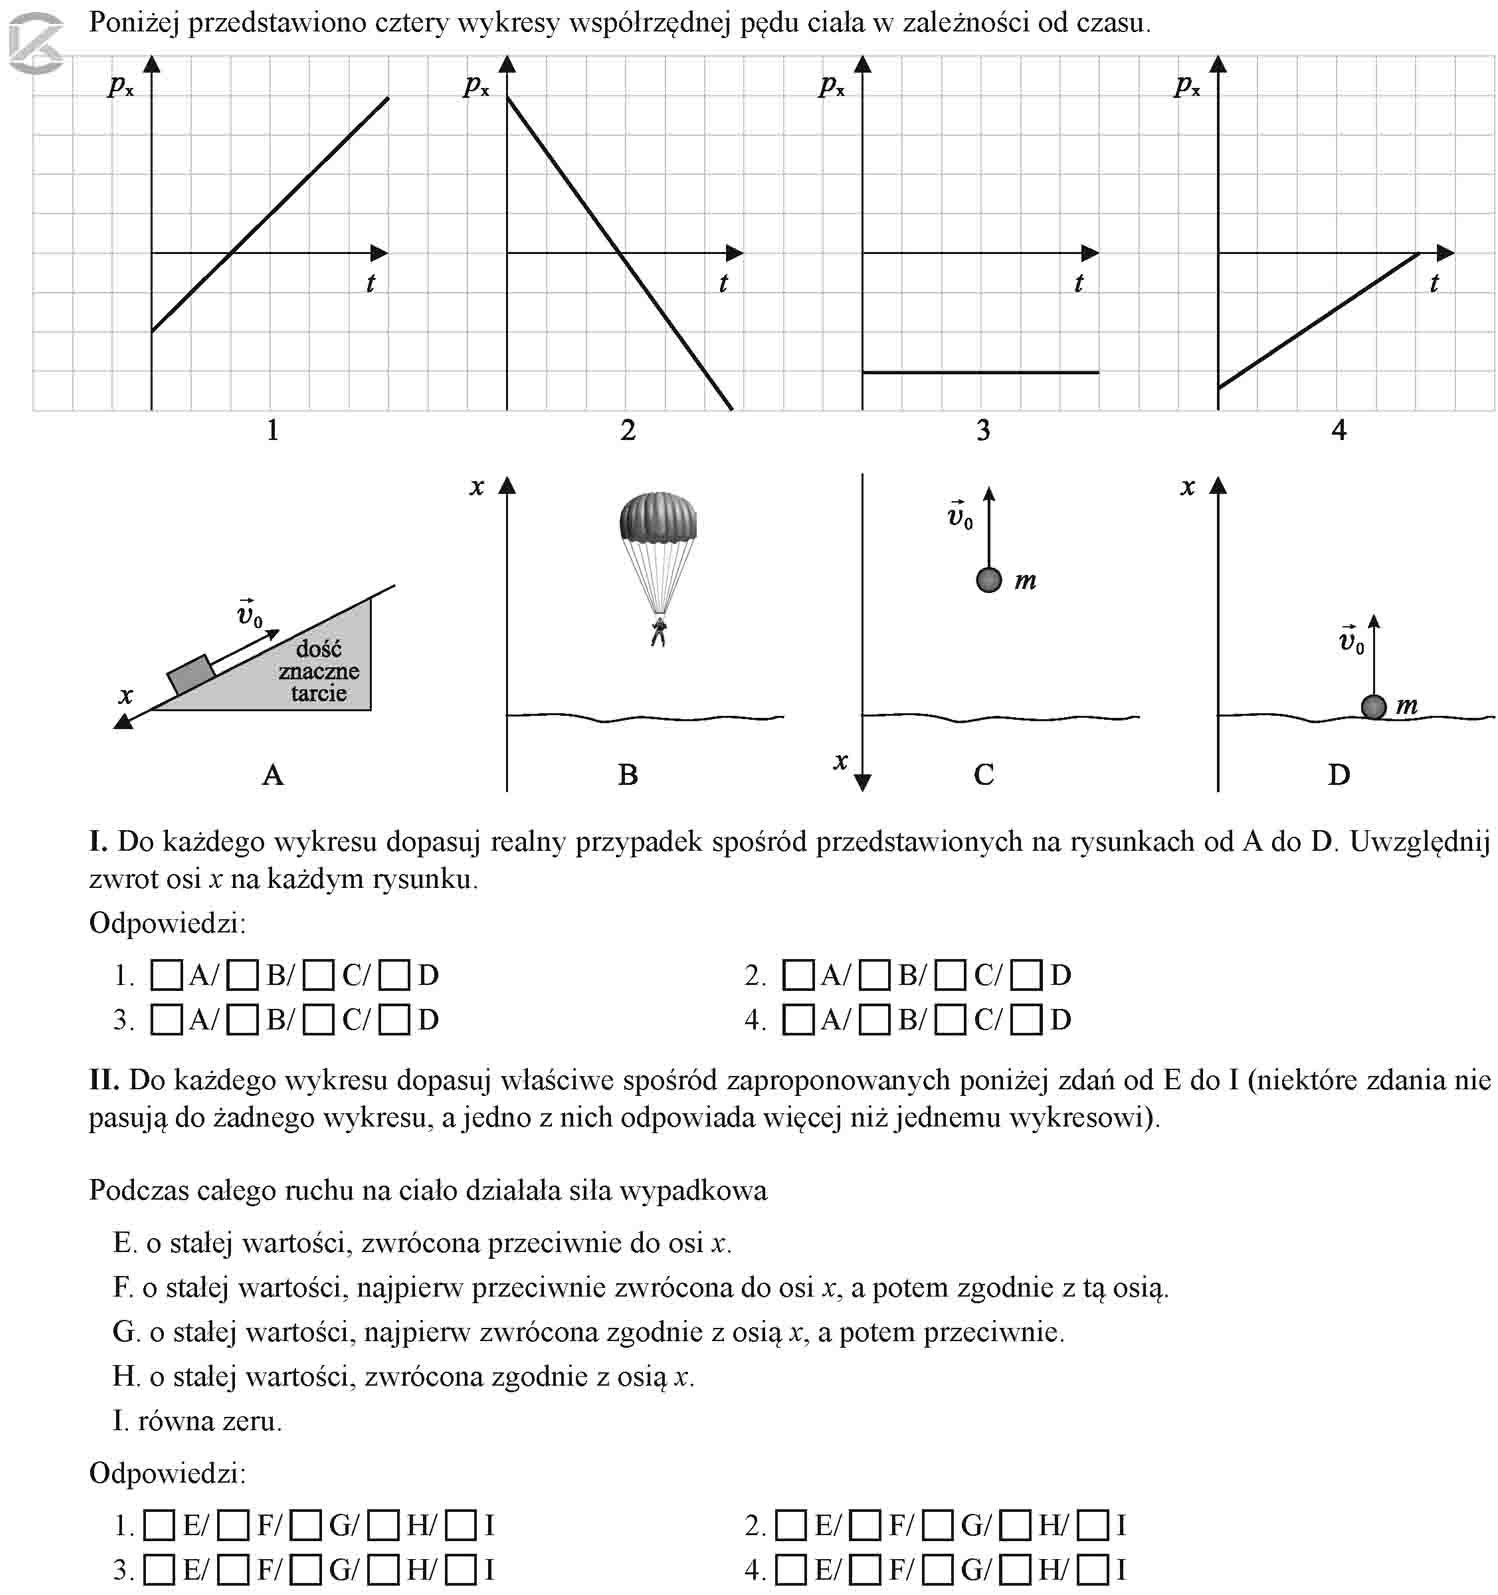 Poniżej przedstawiono cztery wykresy współrzędnej pędu ciała w zależności od czasu.
pₓ pₓ pₓ pₓ
t t t t
1 2 3 4
x x v⃗₀ m x
v⃗₀ dość znaczne tarcie v⃗₀ m
x x
A B C D
I. Do każdego wykresu dopasuj realny przypadek spośród przedstawionych na rysunkach od A do D. Uwzględnij
zwrot osi x na każdym rysunku.
Odpowiedzi:
1. □ A/ □ B/ □ C/ □ D 2. □ A/ □ B/ □ C/ □ D
3. □ A/ □ B/ □ C/ □ D 4. □ A/ □ B/ □ C/ □ D
II. Do każdego wykresu dopasuj właściwe spośród zaproponowanych poniżej zdań od E do I (niektóre zdania nie
pasują do żadnego wykresu, a jedno z nich odpowiada więcej niż jednemu wykresowi).
Podczas całego ruchu na ciało działała siła wypadkowa
E. o stałej wartości, zwrócona przeciwnie do osi x.
F. o stałej wartości, najpierw przeciwnie zwrócona do osi x, a potem zgodnie z tą osią.
G. o stałej wartości, najpierw zwrócona zgodnie z osią x, a potem przeciwnie.
H. o stałej wartości, zwrócona zgodnie z osią x.
I. równa zeru.
Odpowiedzi:
1. □ E/ □ F/ □ G/ □ H/ □ I 2. □ E/ □ F/ □ G/ □ H/ □ I
3. □ E/ □ F/ □ G/ □ H/ □ I 4. □ E/ □ F/ □ G/ □ H/ □ I